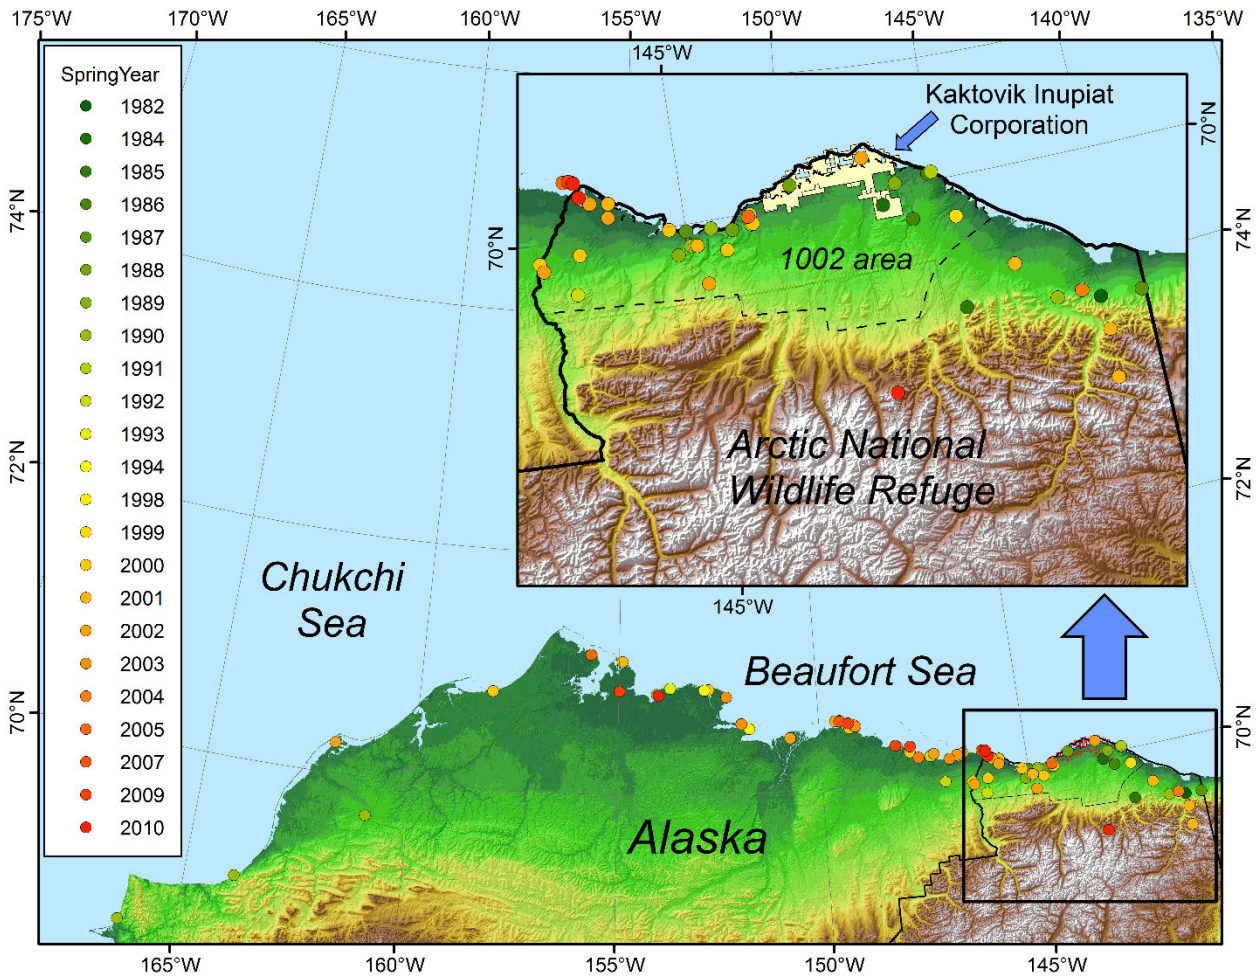 175°W 170°W 165°W 160°W 155°W 150°W 145°W 140°W 135°W
SpringYear
1982
1984
1985
1986
1987
1988
1989
1990
1991
1992
1993
1994
1998
1999
2000
2001
2002
2003
2004
2005
2007
2009
2010
145°W
Kaktovik Inupiat
Corporation
70°N
70°N
1002 area
Arctic National
Wildlife Refuge
145°W
74°N
74°N
72°N
72°N
70°N
70°N
Chukchi
Sea
Beaufort Sea
Alaska
165°W 160°W 155°W 150°W 145°W